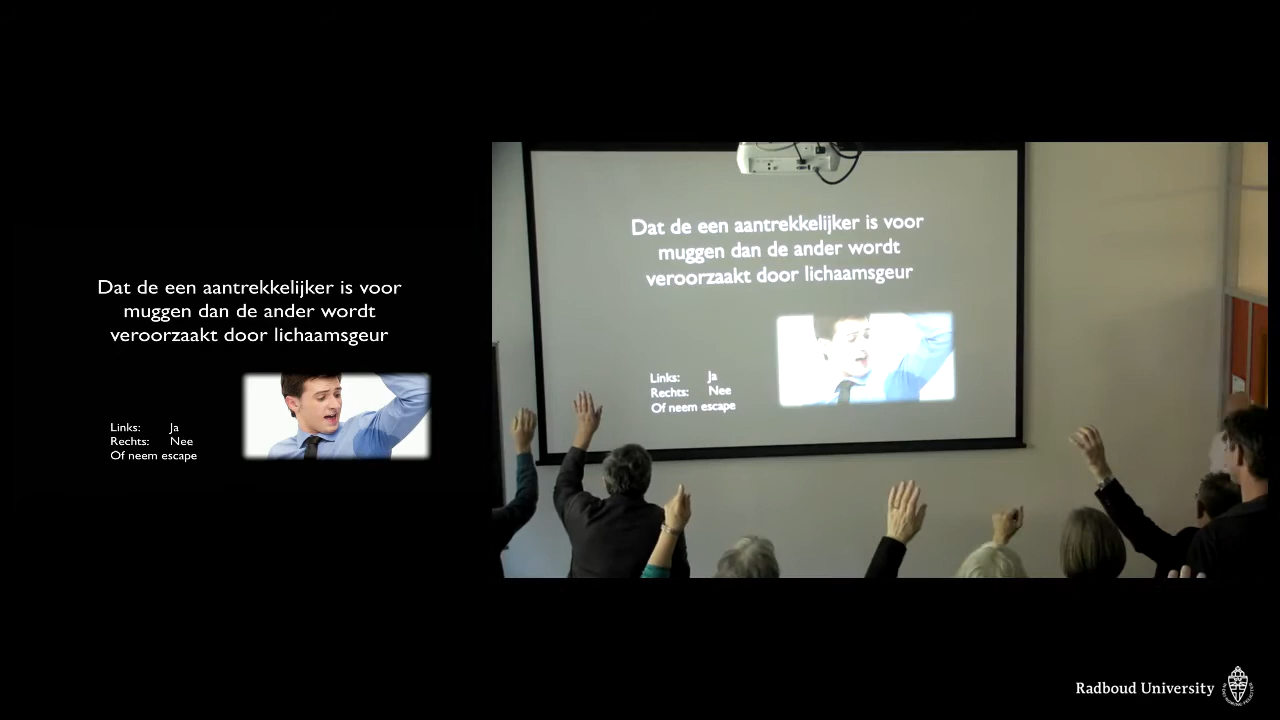 Dat de een aantrekkelijker is voor
muggen dan de ander wordt
veroorzaakt door lichaamsgeur
Links: Ja
Rechts: Nee
Of neem escape
Dat de een aantrekkelijker is voor
muggen dan de ander wordt
veroorzaakt door lichaamsgeur
Links: Ja
Rechts: Nee
Of neem escape
Radboud University